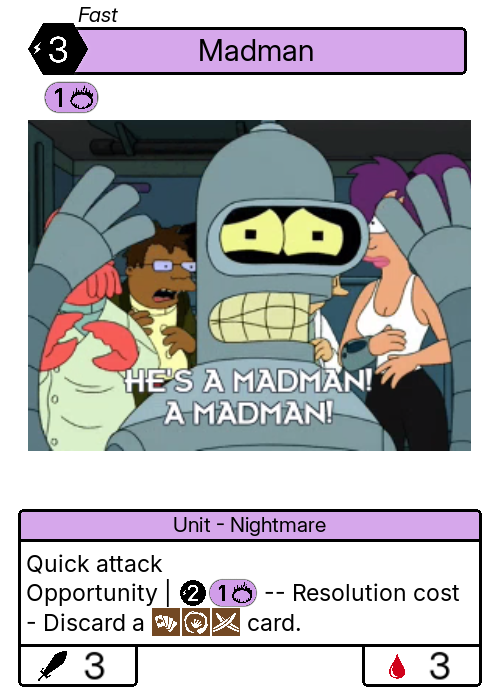 Fast
3 Madman
1
HE'S A MADMAN!
A MADMAN!
Unit - Nightmare
Quick attack
Opportunity | 2 1 -- Resolution cost
- Discard a card.
3 3